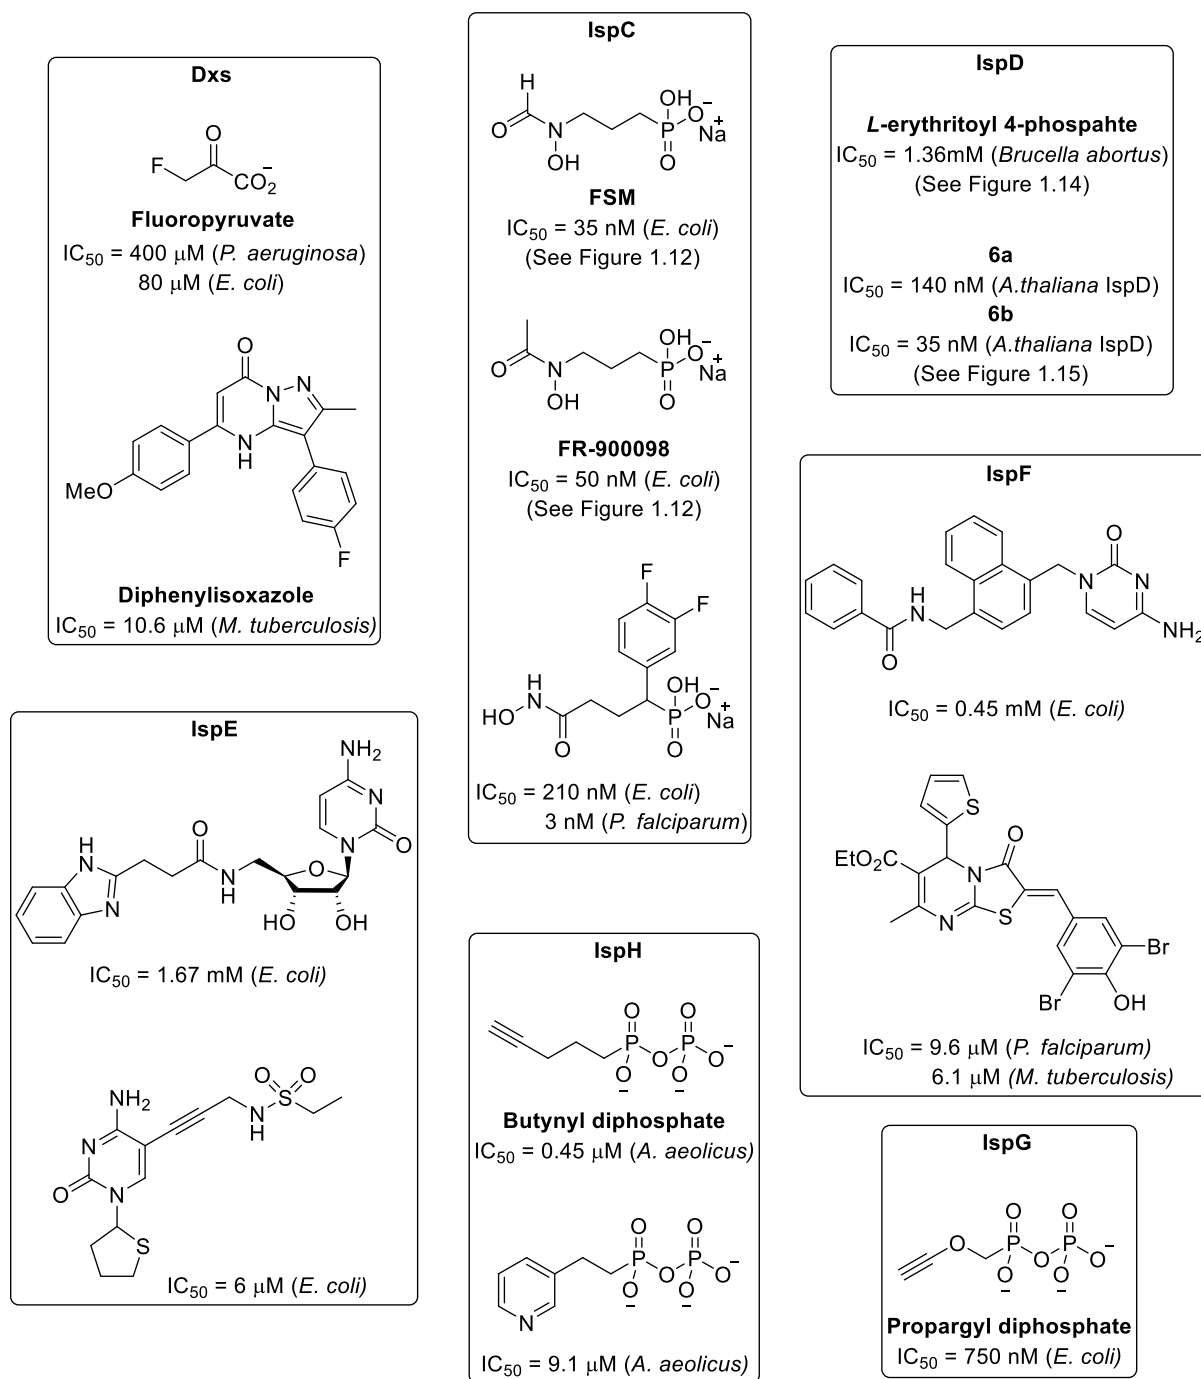 Dxs
O
F
CO2−
Fluoropyruvate
IC50 = 400 μM (P. aeruginosa)
80 μM (E. coli)
O
N
N
N
H
MeO
F
Diphenylisoxazole
IC50 = 10.6 μM (M. tuberculosis)
IspC
H
O
N
OH
OH
P
O−
Na+
O
FSM
IC50 = 35 nM (E. coli)
(See Figure 1.12)
O
N
OH
OH
P
O−
Na+
O
FR-900098
IC50 = 50 nM (E. coli)
(See Figure 1.12)
F
F
H
N
HO
O
OH
P
O−
Na+
O
IC50 = 210 nM (E. coli)
3 nM (P. falciparum)
IspD
L-erythritoyl 4-phospahte
IC50 = 1.36mM (Brucella abortus)
(See Figure 1.14)
6a
IC50 = 140 nM (A.thaliana IspD)
6b
IC50 = 35 nM (A.thaliana IspD)
(See Figure 1.15)
IspF
O
N
N
NH2
H
N
O
IC50 = 0.45 mM (E. coli)
S
O
EtO2C
N
N
S
Br
Br
OH
IC50 = 9.6 μM (P. falciparum)
6.1 μM (M. tuberculosis)
IspE
NH2
N
N
O
H
N
N
O
N
H
O
HO
OH
IC50 = 1.67 mM (E. coli)
NH2
N
O
N
S
N
H
S
O
O
IC50 = 6 μM (E. coli)
IspH
O
O
P
O
P
O−
O−
O−
Butynyl diphosphate
IC50 = 0.45 μM (A. aeolicus)
O
O
P
O
P
O−
O−
O−
N
IC50 = 9.1 μM (A. aeolicus)
IspG
O
O
O
P
O
P
O−
O−
O−
Propargyl diphosphate
IC50 = 750 nM (E. coli)